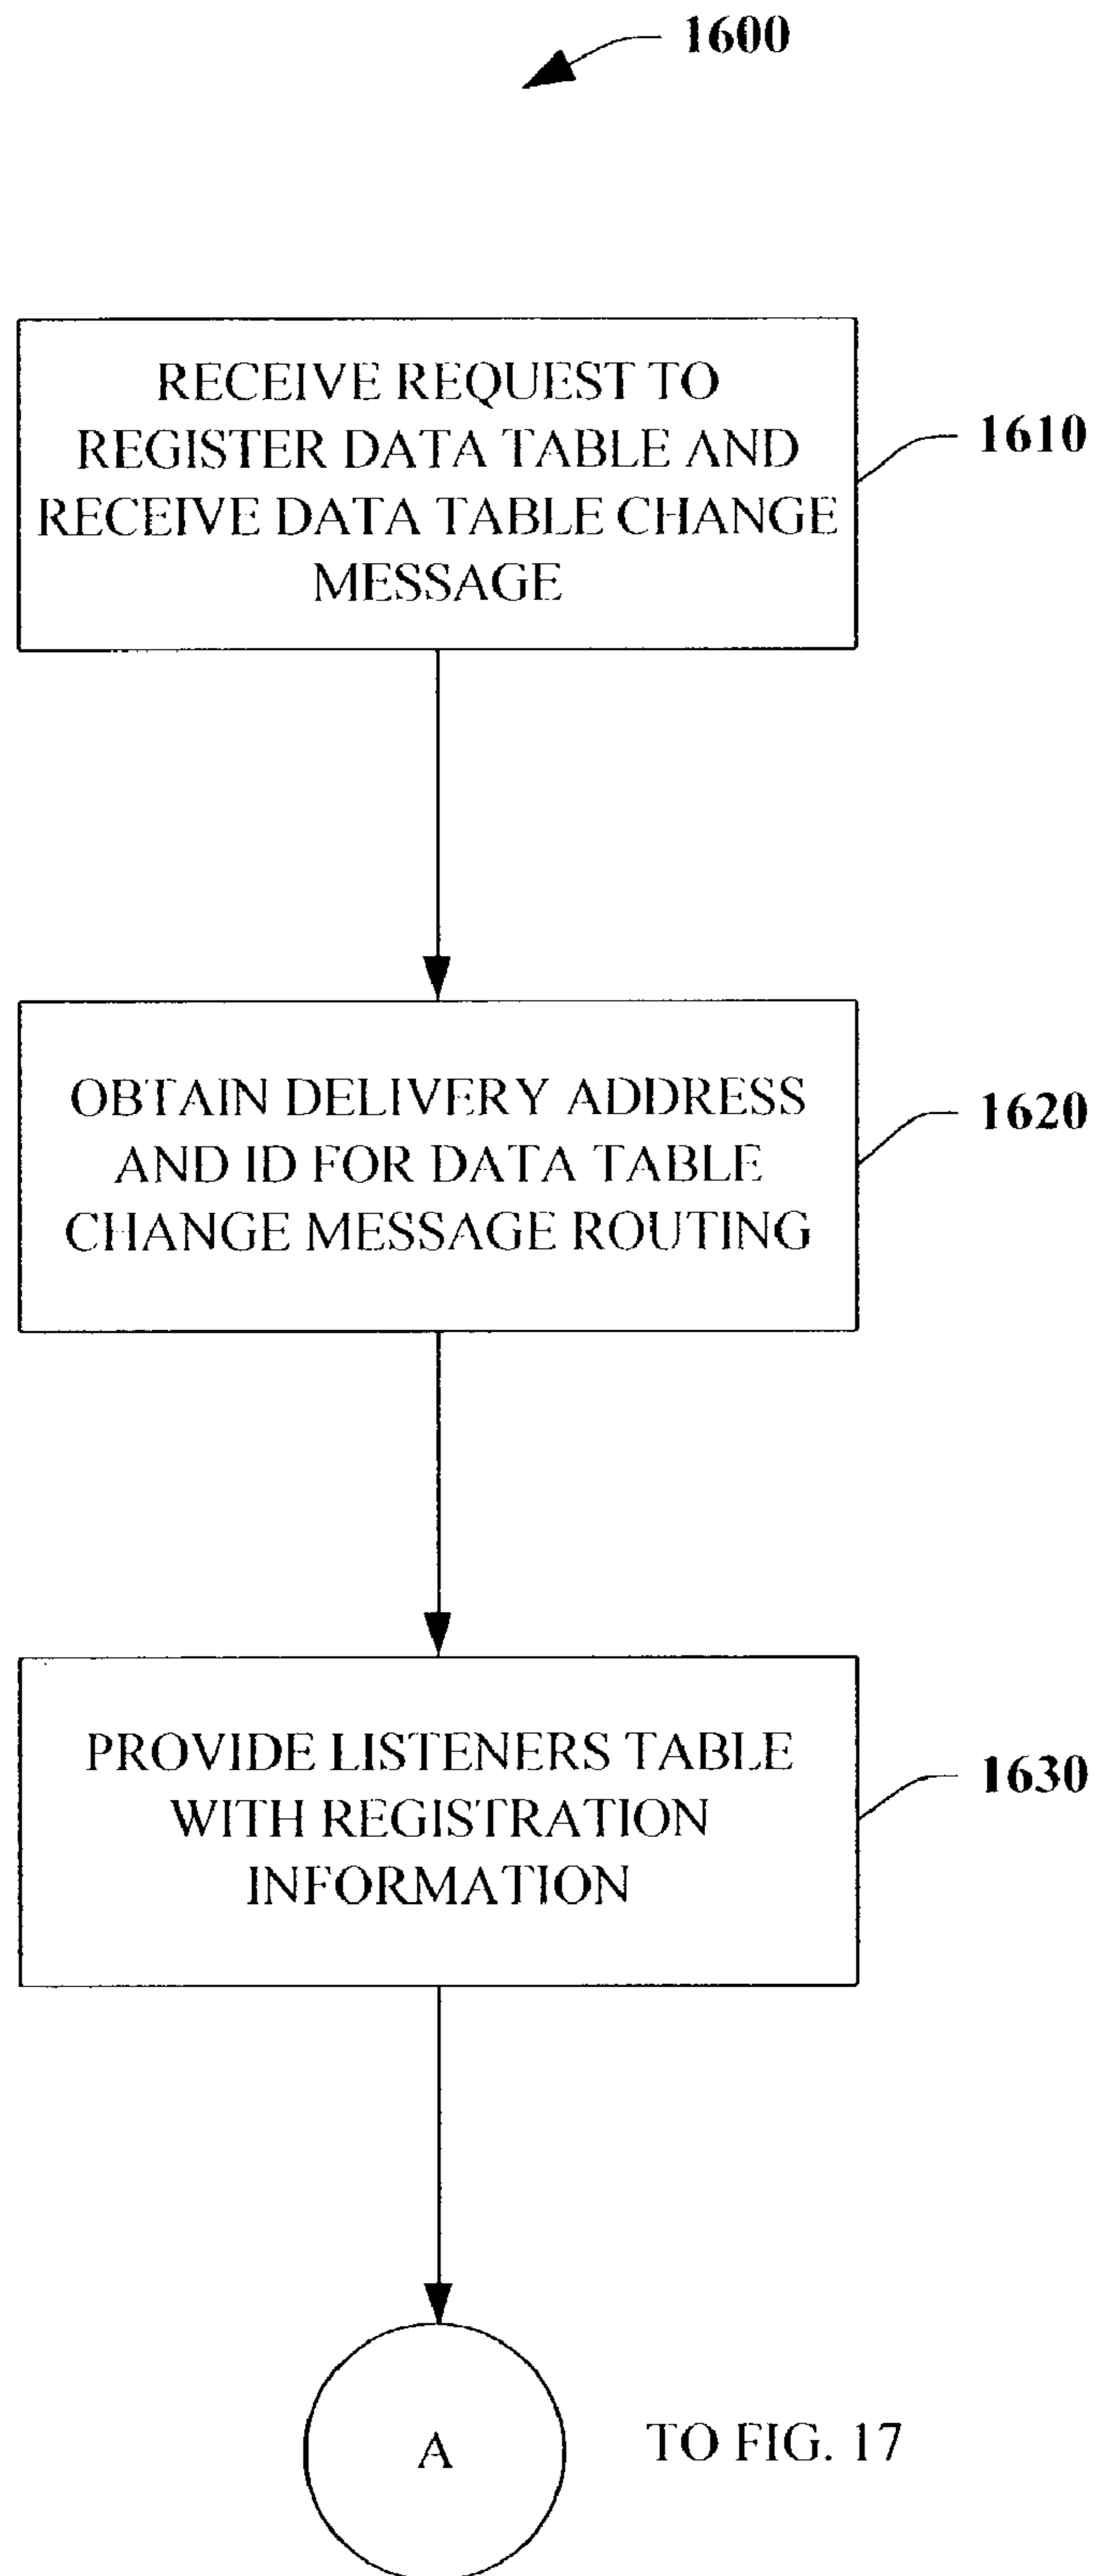 1600
RECEIVE REQUEST TO
REGISTER DATA TABLE AND
RECEIVE DATA TABLE CHANGE
MESSAGE
1610
OBTAIN DELIVERY ADDRESS
AND ID FOR DATA TABLE
CHANGE MESSAGE ROUTING
1620
PROVIDE LISTENERS TABLE
WITH REGISTRATION
INFORMATION
1630
A
TO FIG. 17